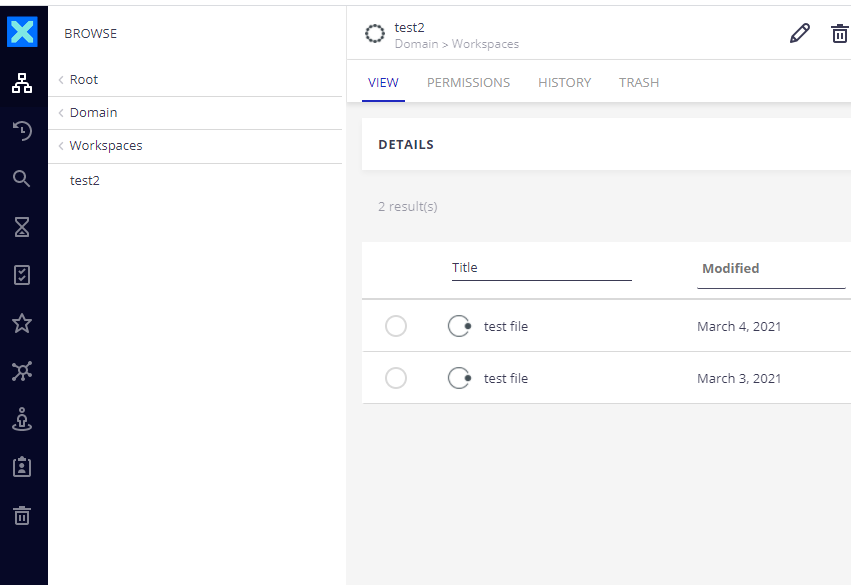 BROWSE
Root
Domain
Workspaces
test2
test2
Domain > Workspaces
VIEW PERMISSIONS HISTORY TRASH
DETAILS
2 result(s)
Title Modified
test file March 4, 2021
test file March 3, 2021